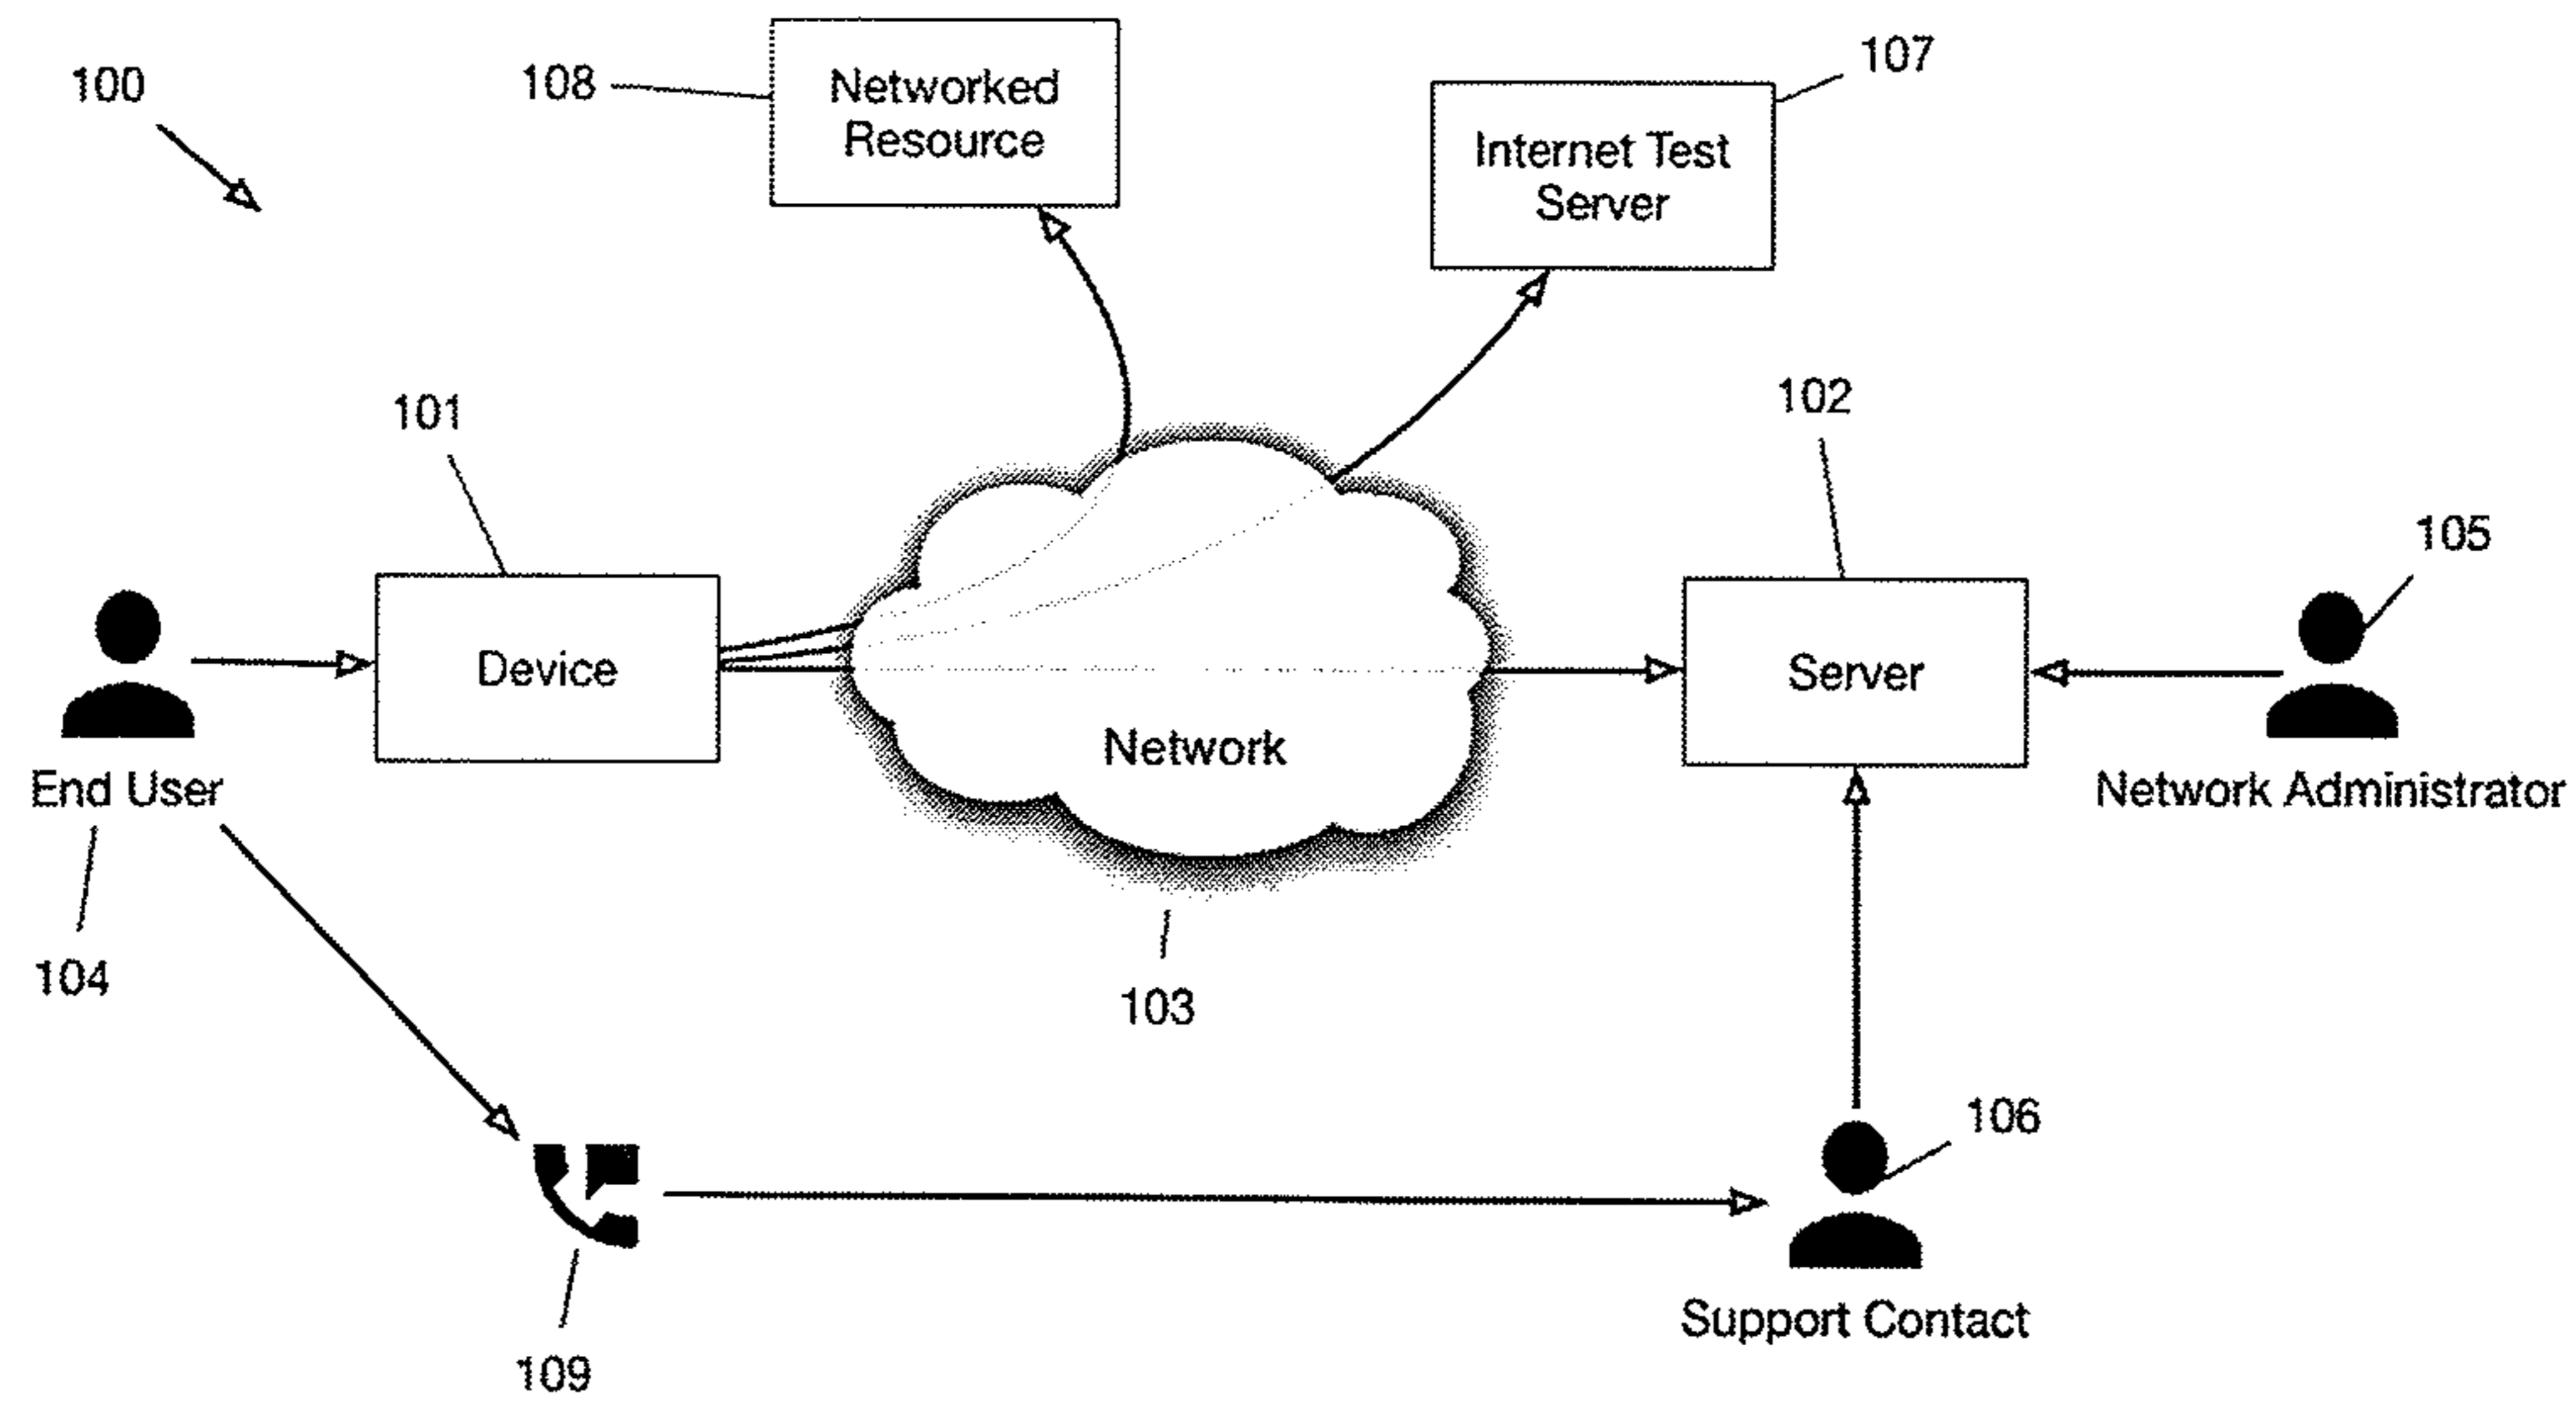 100
108
Networked
Resource
107
Internet Test
Server
101
102
105
Device
Server
Network
End User
Network Administrator
104
103
106
109
Support Contact